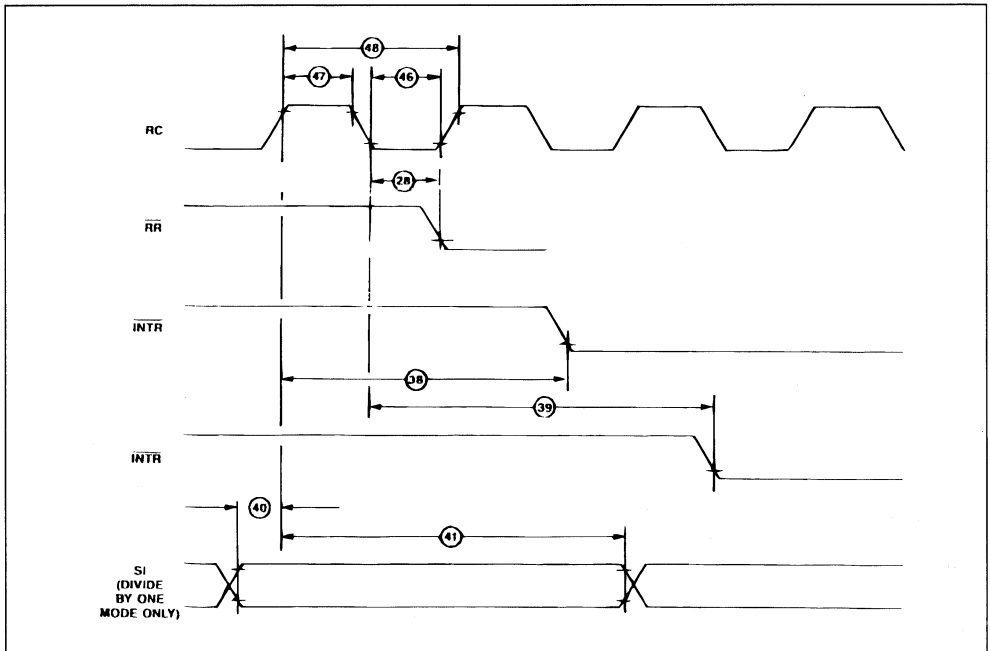 48
47
46
RC
28
RR
INTR
38
39
INTR
40
41
SI
(DIVIDE
BY ONE
MODE ONLY)